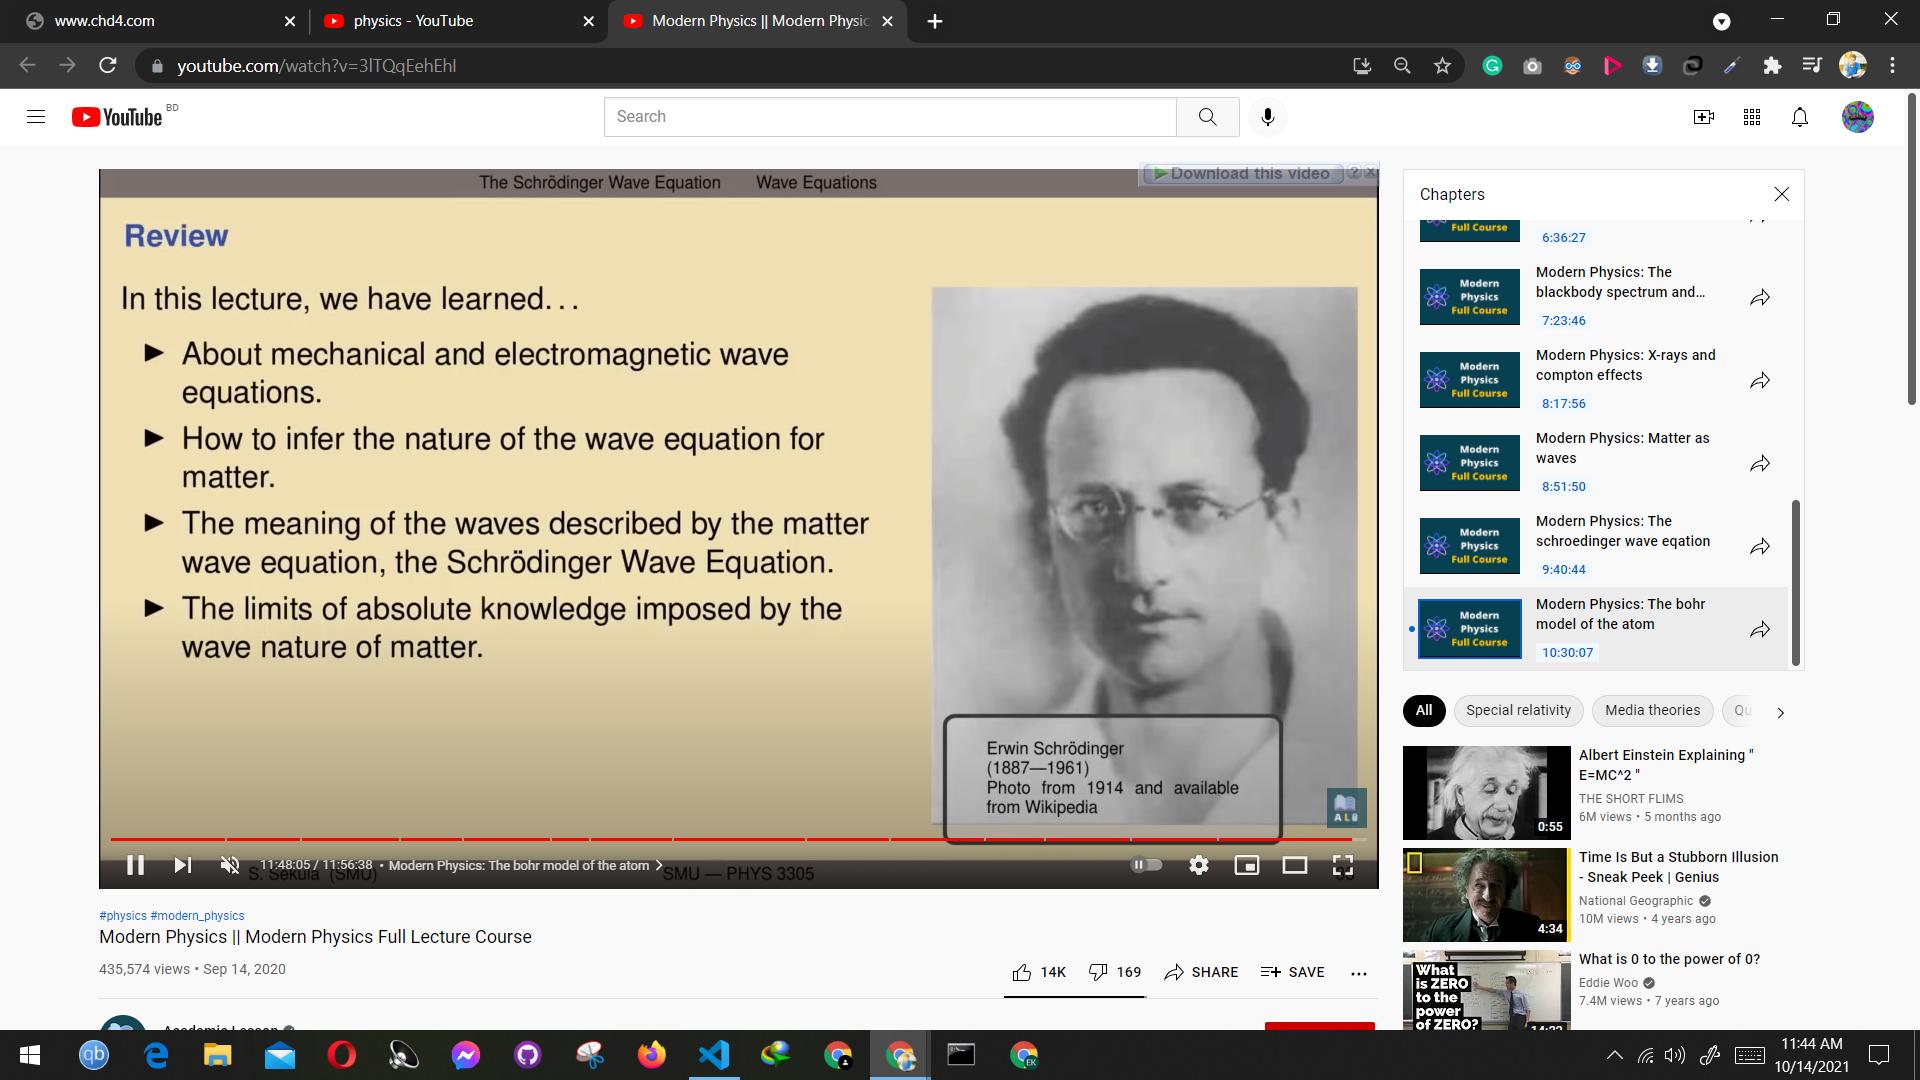 www.chd4.com
physics - YouTube
Modern Physics || Modern Physic
youtube.com/watch?v=3lTQqEehEhI
YouTube BD
Search
The Schrödinger Wave Equation Wave Equations
Download this video
Review
In this lecture, we have learned...
► About mechanical and electromagnetic wave
equations.
► How to infer the nature of the wave equation for
matter.
► The meaning of the waves described by the matter
wave equation, the Schrödinger Wave Equation.
► The limits of absolute knowledge imposed by the
wave nature of matter.
Erwin Schrödinger
(1887—1961)
Photo from 1914 and available
from Wikipedia
A L
11:48:05 / 11:56:38 • Modern Physics: The bohr model of the atom
S. Sekula (SMU) SMU — PHYS 3305
#physics #modern_physics
Modern Physics || Modern Physics Full Lecture Course
435,574 views • Sep 14, 2020
14K 169 SHARE SAVE
Chapters
Full Course
6:36:27
Modern
Physics
Full Course
Modern Physics: The
blackbody spectrum and...
7:23:46
Modern
Physics
Full Course
Modern Physics: X-rays and
compton effects
8:17:56
Modern
Physics
Full Course
Modern Physics: Matter as
waves
8:51:50
Modern
Physics
Full Course
Modern Physics: The
schroedinger wave eqation
9:40:44
Modern
Physics
Full Course
Modern Physics: The bohr
model of the atom
10:30:07
All Special relativity Media theories Qu
0:55
Albert Einstein Explaining "
E=MC^2 "
THE SHORT FLIMS
6M views • 5 months ago
4:34
Time Is But a Stubborn Illusion
- Sneak Peek | Genius
National Geographic
10M views • 4 years ago
What
is ZERO
to the
power
of ZERO?
What is 0 to the power of 0?
Eddie Woo
7.4M views • 7 years ago
qb
EK
11:44 AM
10/14/2021